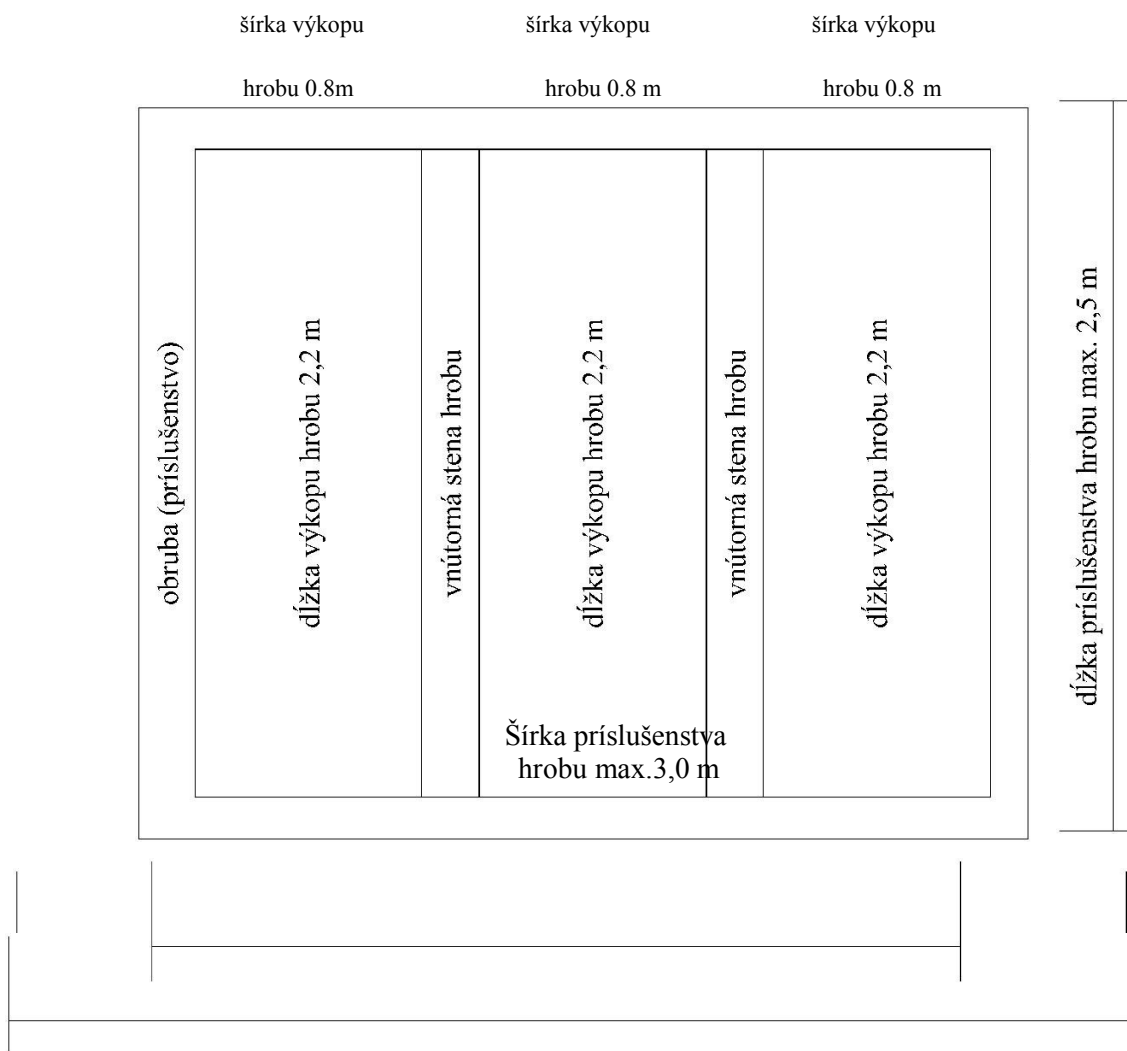 šírka výkopu
šírka výkopu
šírka výkopu
hrobu 0.8m
hrobu 0.8 m
hrobu 0.8 m
obruba (príslušenstvo)
dĺžka výkopu hrobu 2,2 m
vnútorná stena hrobu
dĺžka výkopu hrobu 2,2 m
vnútorná stena hrobu
dĺžka výkopu hrobu 2,2 m
dĺžka príslušenstva hrobu max. 2,5 m
Šírka príslušenstva
hrobu max.3,0 m